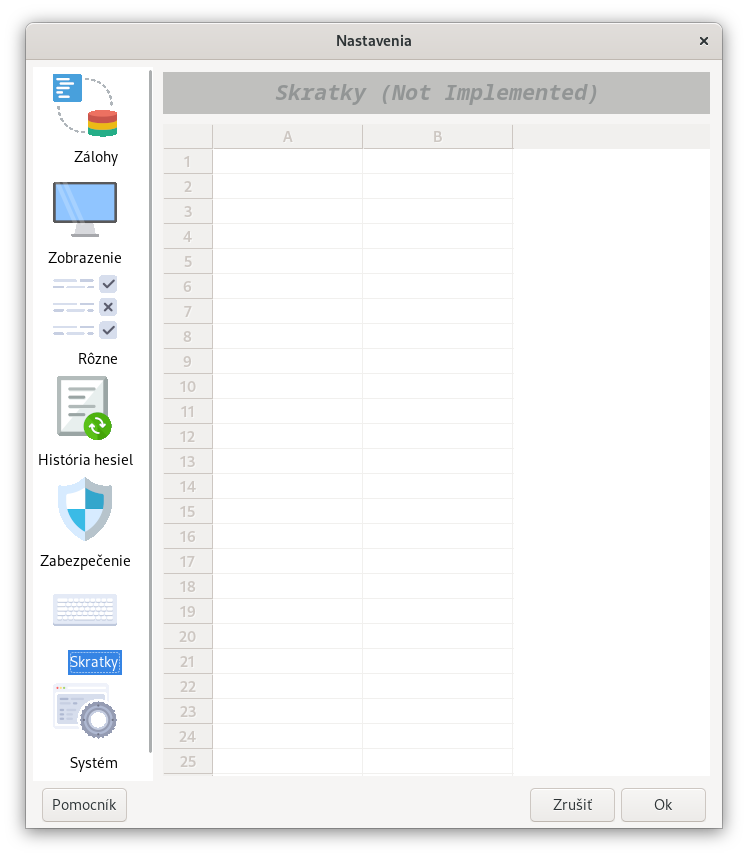 Nastavenia
Zálohy
Zobrazenie
Rôzne
História hesiel
Zabezpečenie
Skratky
Systém
Skratky (Not Implemented)
A B
1
2
3
4
5
6
7
8
9
10
11
12
13
14
15
16
17
18
19
20
21
22
23
24
25
Pomocník
Zrušiť
Ok